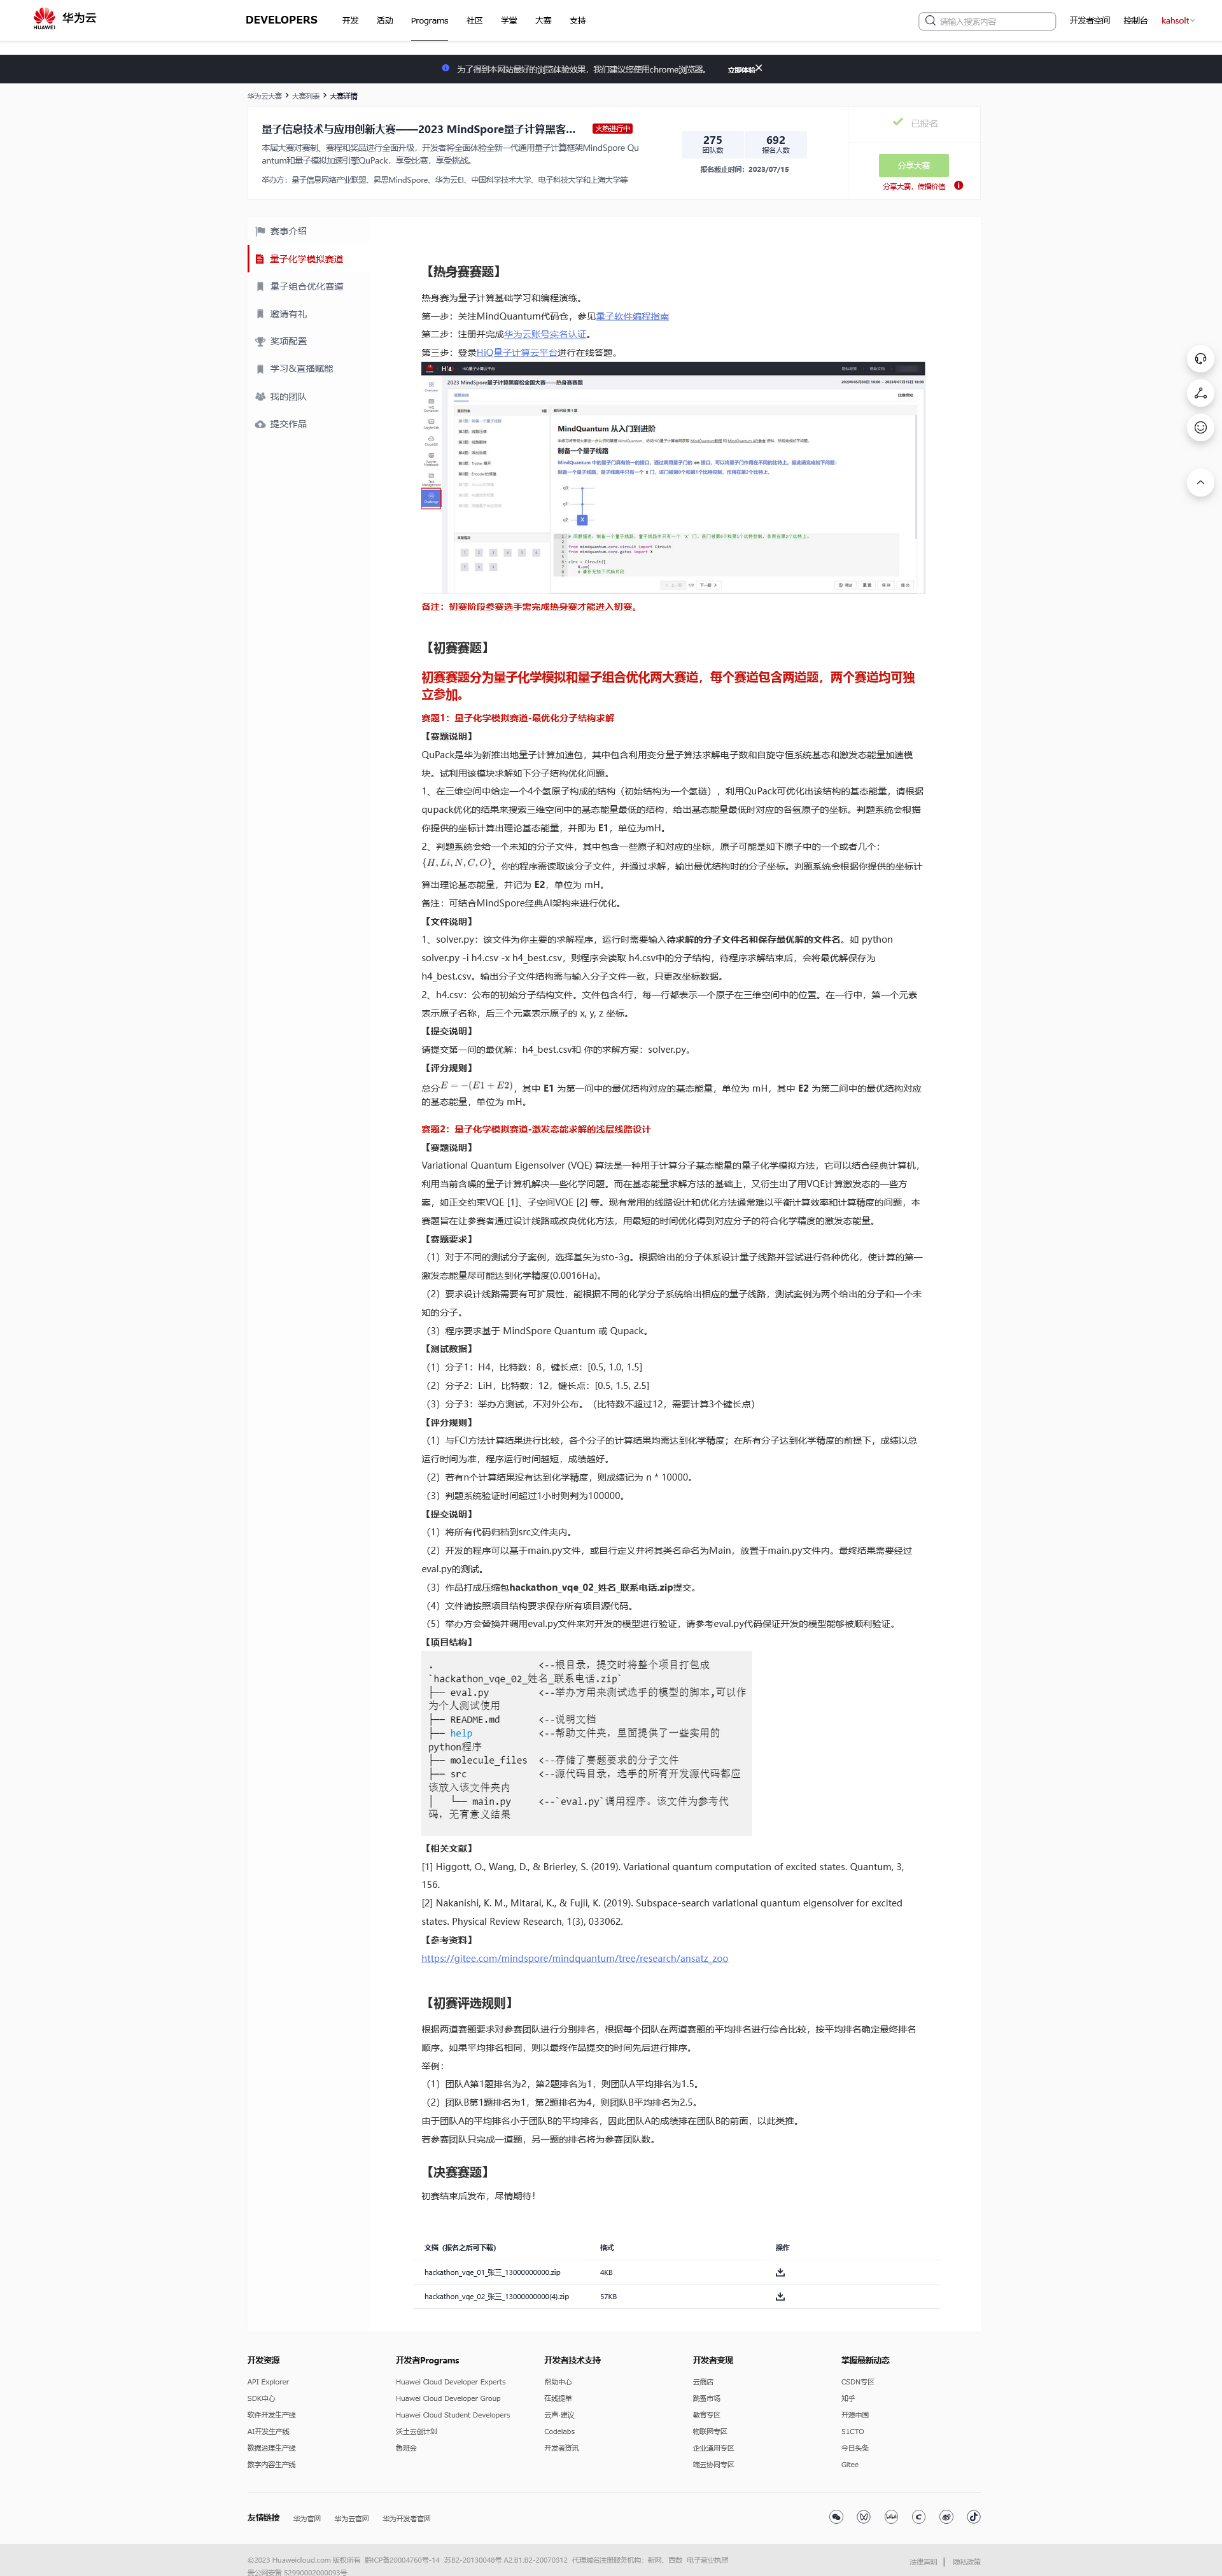 HUAWEI
华为云
DEVELOPERS 开发 活动 Programs 社区 学堂 大赛 支持
请输入搜索内容 开发者空间 控制台 kahsolt
为了得到本网站最好的浏览体验效果，我们建议您使用chrome浏览器。 立即体验
华为云大赛 > 大赛列表 > 大赛详情
量子信息技术与应用创新大赛——2023 MindSpore量子计算黑客... 火热进行中
本届大赛对赛制、赛程和奖品进行全面升级，开发者将全面体验全新一代通用量子计算框架MindSpore Qu
antum和量子模拟加速引擎QuPack，享受比赛，享受挑战。
举办方：量子信息网络产业联盟、昇思MindSpore、华为云EI、中国科学技术大学、电子科技大学和上海大学等
275 692
团队数 报名人数
报名截止时间：2023/07/15
已报名
分享大赛
分享大赛，传播价值
赛事介绍
量子化学模拟赛道
量子组合优化赛道
邀请有礼
奖项配置
学习&直播赋能
我的团队
提交作品
【热身赛赛题】
热身赛为量子计算基础学习和编程演练。
第一步：关注MindQuantum代码仓，参见量子软件编程指南
第二步：注册并完成华为云账号实名认证。
第三步：登录HiQ量子计算云平台进行在线答题。
2023 MindSpore量子计算黑客松全国大赛——热身赛赛题
MindQuantum 从入门到进阶
制备一个量子线路
备注：初赛阶段参赛选手需完成热身赛才能进入初赛。
【初赛赛题】
初赛赛题分为量子化学模拟和量子组合优化两大赛道，每个赛道包含两道题，两个赛道均可独
立参加。
赛题1：量子化学模拟赛道-最优化分子结构求解
【赛题说明】
QuPack是华为新推出地量子计算加速包，其中包含利用变分量子算法求解电子数和自旋守恒系统基态和激发态能量加速模
块。试利用该模块求解如下分子结构优化问题。
1、在三维空间中给定一个4个氢原子构成的结构（初始结构为一个氢链），利用QuPack可优化出该结构的基态能量，请根据
qupack优化的结果来搜索三维空间中的基态能量最低的结构，给出基态能量最低时对应的各氢原子的坐标。判题系统会根据
你提供的坐标计算出理论基态能量，并即为 E1，单位为mH。
2、判题系统会给一个未知的分子文件，其中包含一些原子和对应的坐标，原子可能是如下原子中的一个或者几个：
{H, Li, N, C, O}。你的程序需读取该分子文件，并通过求解，输出最优结构时的分子坐标。判题系统会根据你提供的坐标计
算出理论基态能量，并记为 E2，单位为 mH。
备注：可结合MindSpore经典AI架构来进行优化。
【文件说明】
1、solver.py：该文件为你主要的求解程序，运行时需要输入待求解的分子文件名和保存最优解的文件名。如 python
solver.py -i h4.csv -x h4_best.csv，则程序会读取 h4.csv中的分子结构，待程序求解结束后，会将最优解保存为
h4_best.csv。输出分子文件结构需与输入分子文件一致，只更改坐标数据。
2、h4.csv：公布的初始分子结构文件。文件包含4行，每一行都表示一个原子在三维空间中的位置。在一行中，第一个元素
表示原子名称，后三个元素表示原子的 x, y, z 坐标。
【提交说明】
请提交第一问的最优解：h4_best.csv和 你的求解方案：solver.py。
【评分规则】
总分E = −(E1 + E2)，其中 E1 为第一问中的最优结构对应的基态能量，单位为 mH，其中 E2 为第二问中的最优结构对应
的基态能量，单位为 mH。
赛题2：量子化学模拟赛道-激发态能求解的浅层线路设计
【赛题说明】
Variational Quantum Eigensolver (VQE) 算法是一种用于计算分子基态能量的量子化学模拟方法，它可以结合经典计算机，
利用当前含噪的量子计算机解决一些化学问题。而在基态能量求解方法的基础上，又衍生出了用VQE计算激发态的一些方
案，如正交约束VQE [1]、子空间VQE [2] 等。现有常用的线路设计和优化方法通常难以平衡计算效率和计算精度的问题，本
赛题旨在让参赛者通过设计线路或改良优化方法，用最短的时间优化得到对应分子的符合化学精度的激发态能量。
【赛题要求】
（1）对于不同的测试分子案例，选择基矢为sto-3g。根据给出的分子体系设计量子线路并尝试进行各种优化，使计算的第一
激发态能量尽可能达到化学精度(0.0016Ha)。
（2）要求设计线路需要有可扩展性，能根据不同的化学分子系统给出相应的量子线路，测试案例为两个给出的分子和一个未
知的分子。
（3）程序要求基于 MindSpore Quantum 或 Qupack。
【测试数据】
（1）分子1：H4，比特数：8，键长点：[0.5, 1.0, 1.5]
（2）分子2：LiH，比特数：12，键长点：[0.5, 1.5, 2.5]
（3）分子3：举办方测试，不对外公布。（比特数不超过12，需要计算3个键长点）
【评分规则】
（1）与FCI方法计算结果进行比较，各个分子的计算结果均需达到化学精度；在所有分子达到化学精度的前提下，成绩以总
运行时间为准，程序运行时间越短，成绩越好。
（2）若有n个计算结果没有达到化学精度，则成绩记为 n * 10000。
（3）判题系统验证时间超过1小时则判为100000。
【提交说明】
（1）将所有代码归档到src文件夹内。
（2）开发的程序可以基于main.py文件，或自行定义并将其类名命名为Main，放置于main.py文件内。最终结果需要经过
eval.py的测试。
（3）作品打成压缩包hackathon_vqe_02_姓名_联系电话.zip提交。
（4）文件请按照项目结构要求保存所有项目源代码。
（5）举办方会替换并调用eval.py文件来对开发的模型进行验证，请参考eval.py代码保证开发的模型能够被顺利验证。
【项目结构】
. <--根目录，提交时将整个项目打包成
`hackathon_vqe_02_姓名_联系电话.zip`
├── eval.py <--举办方用来测试选手的模型的脚本,可以作
为个人测试使用
├── README.md <--说明文档
├── help <--帮助文件夹，里面提供了一些实用的
python程序
├── molecule_files <--存储了赛题要求的分子文件
├── src <--源代码目录，选手的所有开发源代码都应
该放入该文件夹内
│ └── main.py <--`eval.py`调用程序。该文件为参考代
码，无有意义结果
【相关文献】
[1] Higgott, O., Wang, D., & Brierley, S. (2019). Variational quantum computation of excited states. Quantum, 3,
156.
[2] Nakanishi, K. M., Mitarai, K., & Fujii, K. (2019). Subspace-search variational quantum eigensolver for excited
states. Physical Review Research, 1(3), 033062.
【参考资料】
https://gitee.com/mindspore/mindquantum/tree/research/ansatz_zoo
【初赛评选规则】
根据两道赛题要求对参赛团队进行分别排名，根据每个团队在两道赛题的平均排名进行综合比较，按平均排名确定最终排名
顺序。如果平均排名相同，则以最终作品提交的时间先后进行排序。
举例：
（1）团队A第1题排名为2，第2题排名为1，则团队A平均排名为1.5。
（2）团队B第1题排名为1，第2题排名为4，则团队B平均排名为2.5。
由于团队A的平均排名小于团队B的平均排名，因此团队A的成绩排在团队B的前面，以此类推。
若参赛团队只完成一道题，另一题的排名将为参赛团队数。
【决赛赛题】
初赛结束后发布，尽情期待！
文档（报名之后可下载） 格式 操作
hackathon_vqe_01_张三_13000000000.zip 4KB
hackathon_vqe_02_张三_13000000000(4).zip 57KB
开发资源 开发者Programs 开发者技术支持 开发者变现 掌握最新动态
API Explorer Huawei Cloud Developer Experts 帮助中心 云商店 CSDN专区
SDK中心 Huawei Cloud Developer Group 在线提单 跳蚤市场 知乎
软件开发生产线 Huawei Cloud Student Developers 云声·建议 教育专区 开源中国
AI开发生产线 沃土云创计划 Codelabs 物联网专区 51CTO
数据治理生产线 鲁班会 开发者资讯 企业通用专区 今日头条
数字内容生产线 端云协同专区 Gitee
友情链接 华为官网 华为云官网 华为开发者官网
©2023 Huaweicloud.com 版权所有 黔ICP备20004760号-14 苏B2-20130048号 A2.B1.B2-20070312 代理域名注册服务机构：新网、西数 电子营业执照
贵公网安备 52990002000093号
法律声明 | 隐私政策